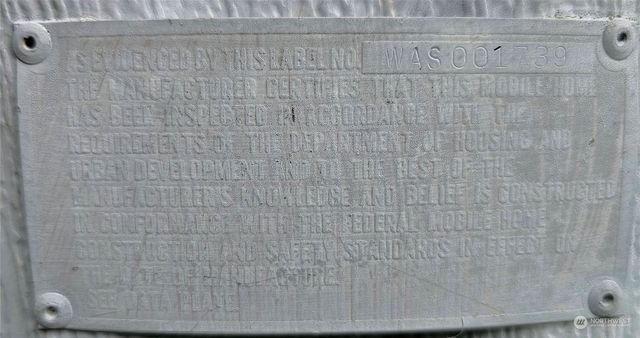 AS EVIDENCED BY THIS LABEL NO. WAS 001739
THE MANUFACTURER CERTIFIES THAT THIS MOBILE HOME
HAS BEEN INSPECTED IN ACCORDANCE WITH THE
REQUIREMENTS OF THE DEPARTMENT OF HOUSING AND
URBAN DEVELOPMENT AND TO THE BEST OF THE
MANUFACTURER'S KNOWLEDGE AND BELIEF IS CONSTRUCTED
IN CONFORMANCE WITH THE FEDERAL MOBILE HOME
CONSTRUCTION AND SAFETY STANDARDS IN EFFECT ON
THE DATE OF MANUFACTURE.
SEE DATA PLATE
NORTHWEST